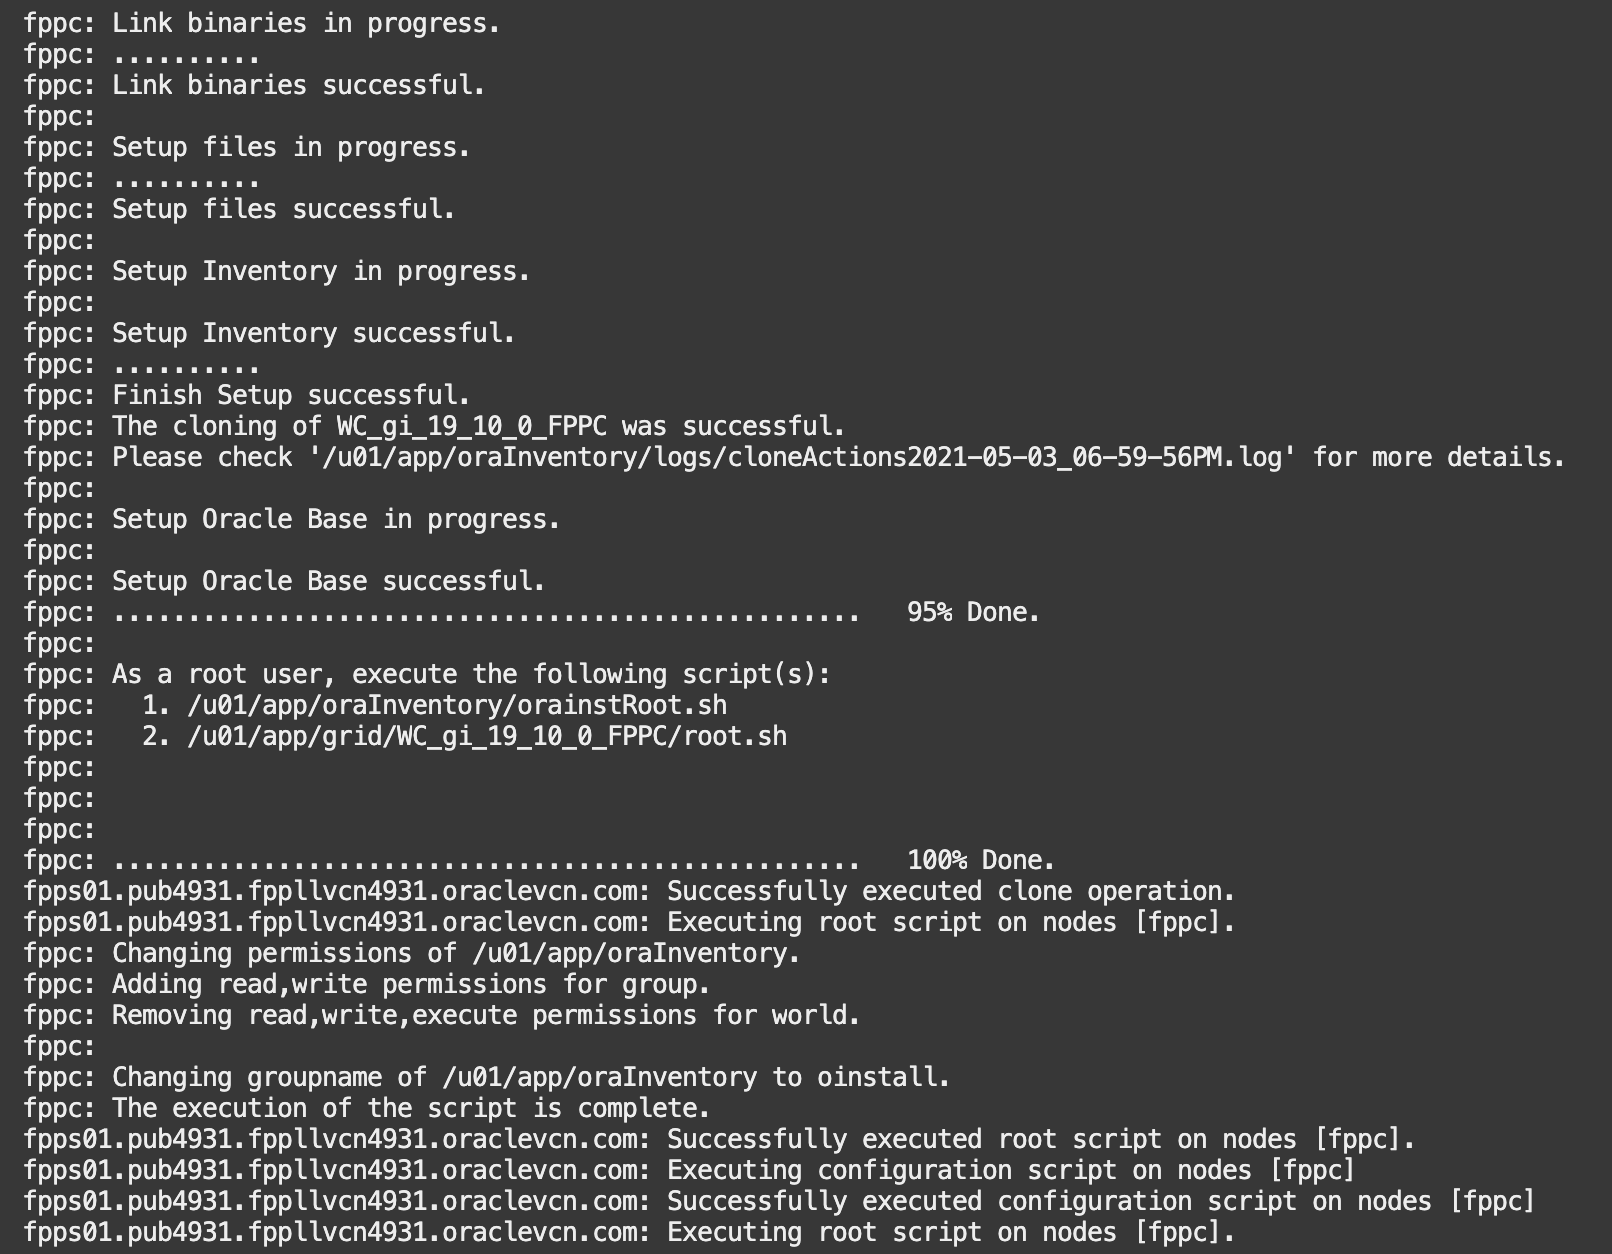 fppc: Link binaries in progress.
fppc: ..........
fppc: Link binaries successful.
fppc:
fppc: Setup files in progress.
fppc: ..........
fppc: Setup files successful.
fppc:
fppc: Setup Inventory in progress.
fppc:
fppc: Setup Inventory successful.
fppc: ..........
fppc: Finish Setup successful.
fppc: The cloning of WC_gi_19_10_0_FPPC was successful.
fppc: Please check '/u01/app/oraInventory/logs/cloneActions2021-05-03_06-59-56PM.log' for more details.
fppc:
fppc: Setup Oracle Base in progress.
fppc:
fppc: Setup Oracle Base successful.
fppc: ..................................................   95% Done.
fppc:
fppc: As a root user, execute the following script(s):
fppc:   1. /u01/app/oraInventory/orainstRoot.sh
fppc:   2. /u01/app/grid/WC_gi_19_10_0_FPPC/root.sh
fppc:
fppc:
fppc:
fppc: ..................................................   100% Done.
fpps01.pub4931.fppllvcn4931.oraclevcn.com: Successfully executed clone operation.
fpps01.pub4931.fppllvcn4931.oraclevcn.com: Executing root script on nodes [fppc].
fppc: Changing permissions of /u01/app/oraInventory.
fppc: Adding read,write permissions for group.
fppc: Removing read,write,execute permissions for world.
fppc:
fppc: Changing groupname of /u01/app/oraInventory to oinstall.
fppc: The execution of the script is complete.
fpps01.pub4931.fppllvcn4931.oraclevcn.com: Successfully executed root script on nodes [fppc].
fpps01.pub4931.fppllvcn4931.oraclevcn.com: Executing configuration script on nodes [fppc]
fpps01.pub4931.fppllvcn4931.oraclevcn.com: Successfully executed configuration script on nodes [fppc]
fpps01.pub4931.fppllvcn4931.oraclevcn.com: Executing root script on nodes [fppc].